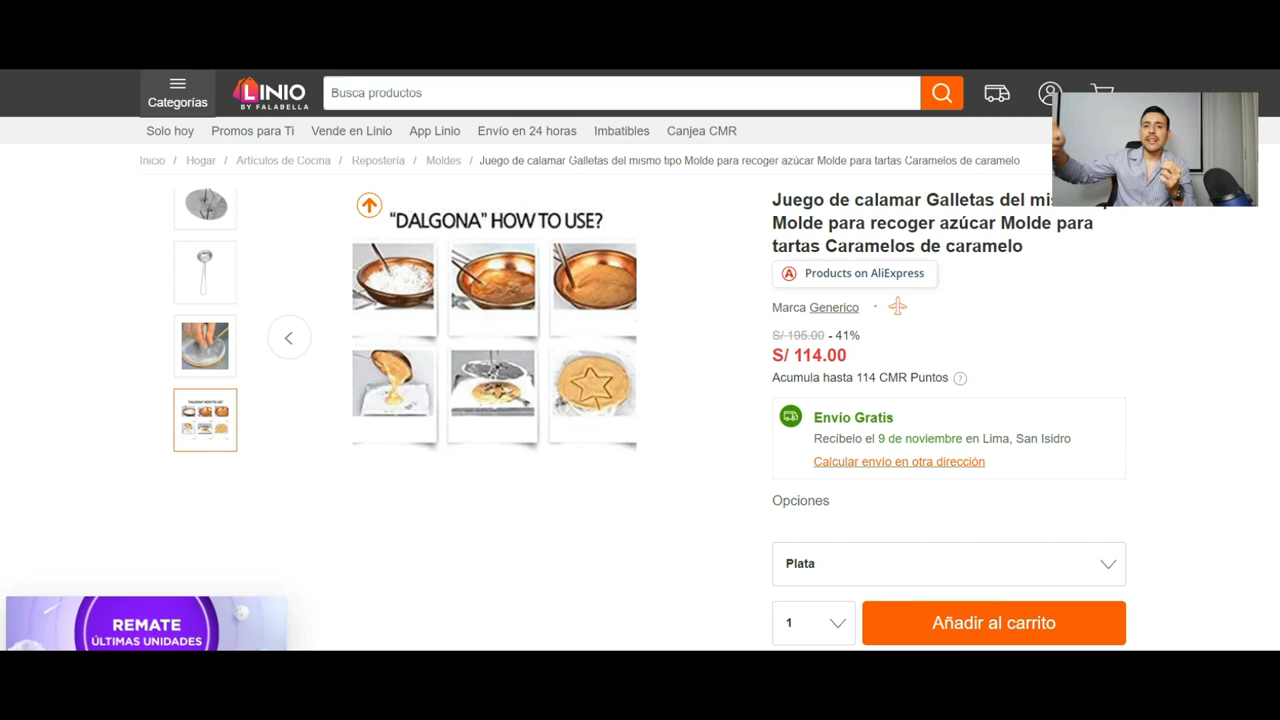 Categorías
LINIO
BY FALABELLA
Busca productos
Solo hoy
Promos para Ti
Vende en Linio
App Linio
Envío en 24 horas
Imbatibles
Canjea CMR
Inicio / Hogar / Artículos de Cocina / Repostería / Moldes / Juego de calamar Galletas del mismo tipo Molde para recoger azúcar Molde para tartas Caramelos de caramelo
"DALGONA" HOW TO USE?
Juego de calamar Galletas del
Molde para recoger azúcar Molde para
tartas Caramelos de caramelo
Products on AliExpress
Marca Generico
S/ 195.00 - 41%
S/ 114.00
Acumula hasta 114 CMR Puntos ?
Envío Gratis
Recíbelo el 9 de noviembre en Lima, San Isidro
Calcular envío en otra dirección
Opciones
Plata
1
Añadir al carrito
REMATE
ÚLTIMAS UNIDADES